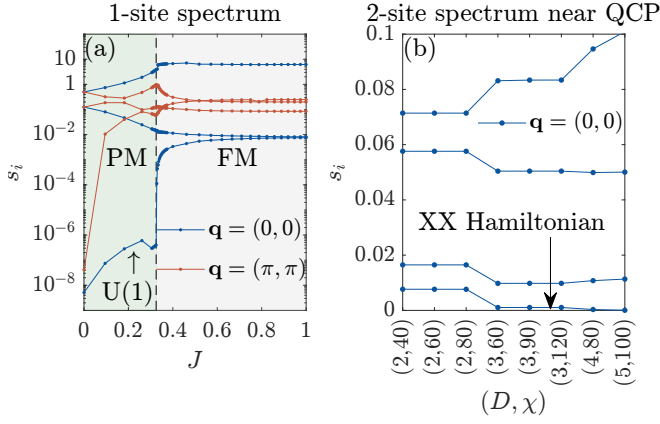 1-site spectrum
(a)
10
1
10^{-2}
10^{-4}
10^{-6}
10^{-8}
s_i
PM
FM
q = (0, 0)
q = (π, π)
↑
U(1)
0 0.2 0.4 0.6 0.8 1
J
2-site spectrum near QCP
(b)
0.1
0.08
0.06
0.04
0.02
0
s_i
q = (0, 0)
XX Hamiltonian
(2,40) (2,60) (2,80) (3,60) (3,90) (3,120) (4,80) (5,100)
(D, χ)